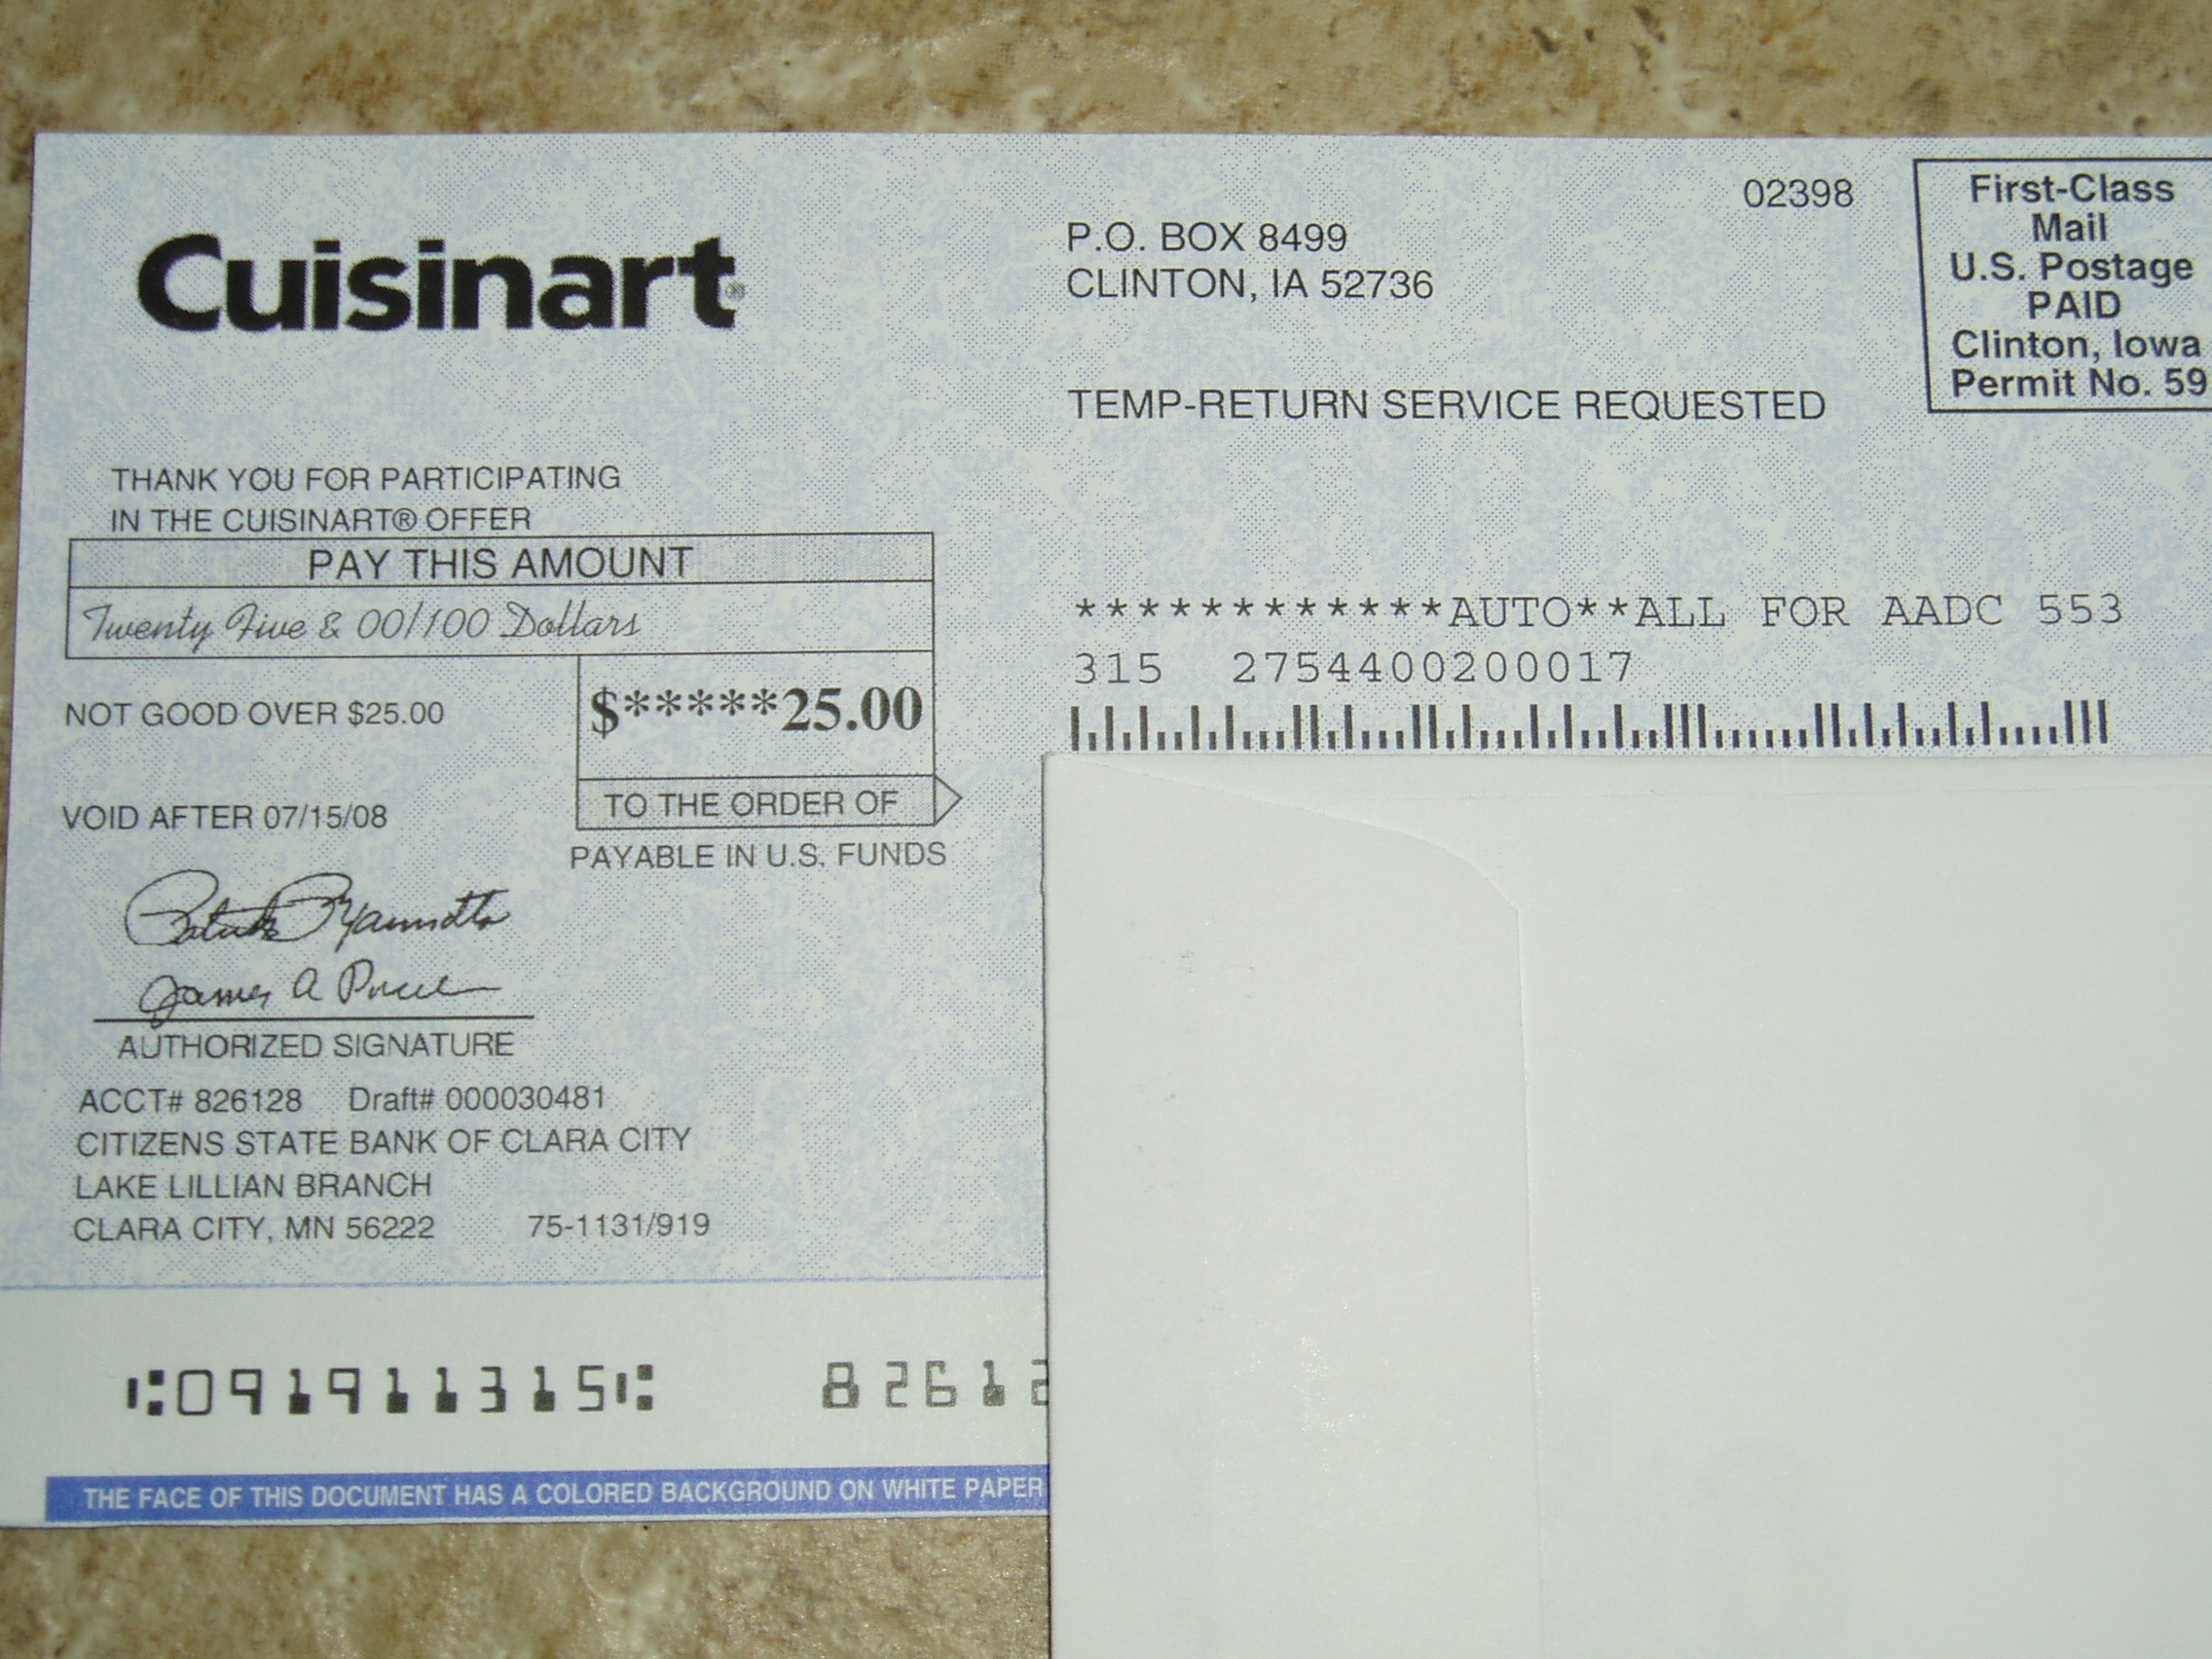 Cuisinart®
THANK YOU FOR PARTICIPATING
IN THE CUISINART® OFFER
PAY THIS AMOUNT
Twenty Five & 00/100 Dollars
NOT GOOD OVER $25.00
$*****25.00
VOID AFTER 07/15/08
TO THE ORDER OF
PAYABLE IN U.S. FUNDS
James A
AUTHORIZED SIGNATURE
ACCT# 826128 Draft# 000030481
CITIZENS STATE BANK OF CLARA CITY
LAKE LILLIAN BRANCH
CLARA CITY, MN 56222 75-1131/919
⑆091911315⑆ 82612
THE FACE OF THIS DOCUMENT HAS A COLORED BACKGROUND ON WHITE PAPER
02398
P.O. BOX 8499
CLINTON, IA 52736
TEMP-RETURN SERVICE REQUESTED
First-Class
Mail
U.S. Postage
PAID
Clinton, Iowa
Permit No. 59
************AUTO**ALL FOR AADC 553
315 2754400200017